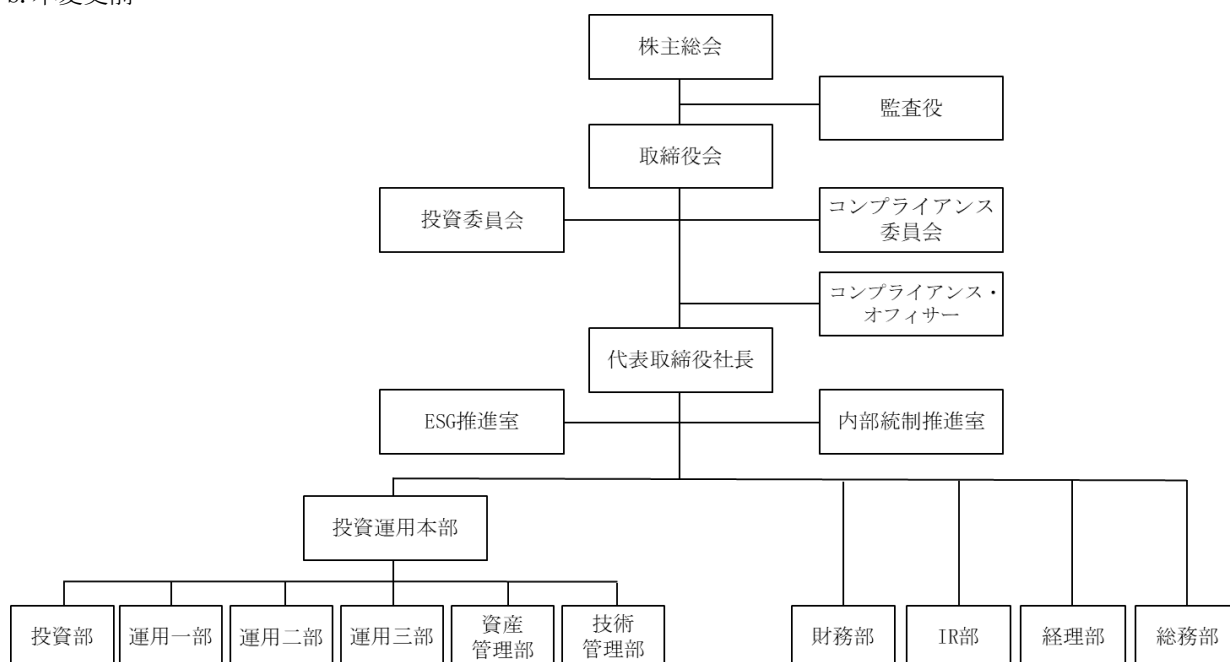 株主総会
監査役
取締役会
投資委員会
コンプライアンス
委員会
コンプライアンス・
オフィサー
代表取締役社長
ESG推進室
内部統制推進室
投資運用本部
投資部
運用一部
運用二部
運用三部
資産
管理部
技術
管理部
財務部
IR部
経理部
総務部